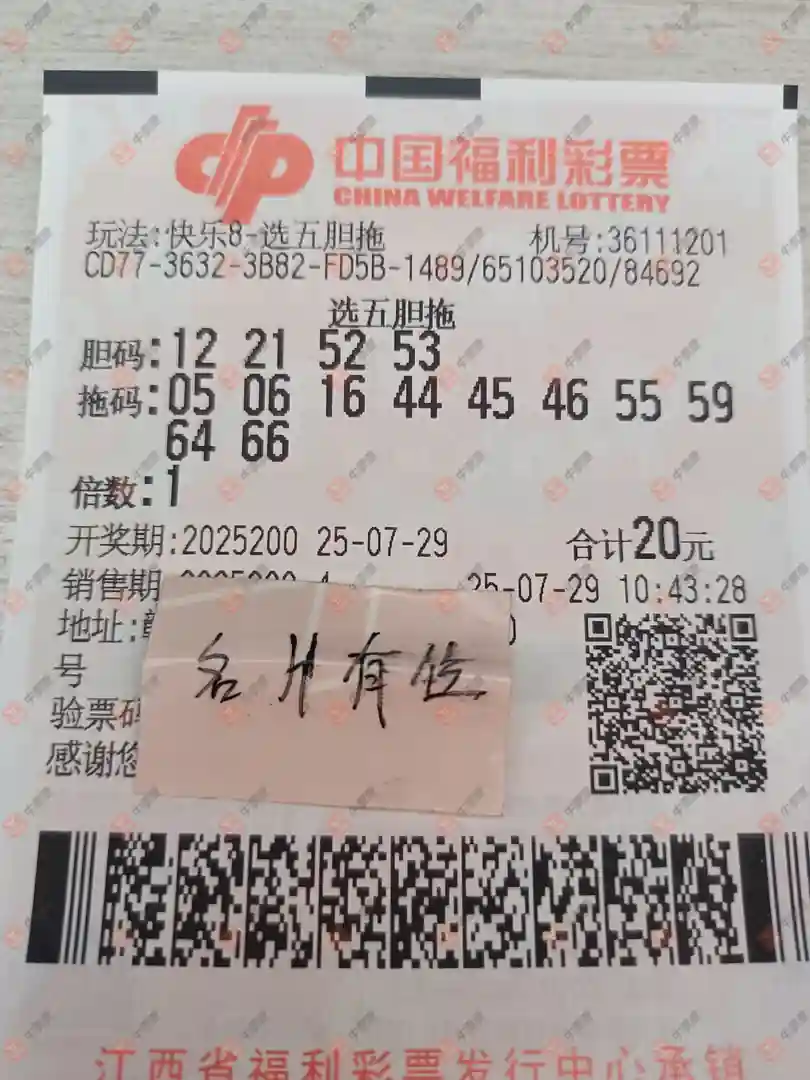 中国福利彩票
CHINA WELFARE LOTTERY
玩法:快乐8-选五胆拖 机号:36111201
CD77-3632-3B82-FD5B-1489/65103520/84692
选五胆拖
胆码:12 21 52 53
拖码:05 06 16 44 45 46 55 59
64 66
倍数:1
开奖期:2025200 25-07-29 合计20元
销售期 25-07-29 10:43:28
地址:
号
验票码
感谢您
名片有位
江西省福利彩票发行中心承销